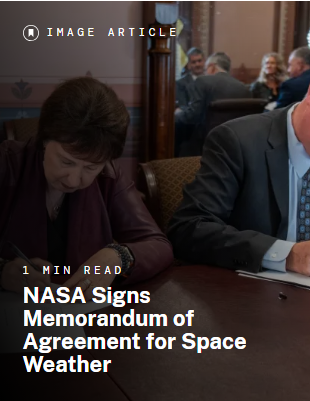 IMAGE ARTICLE
1 MIN READ
NASA Signs
Memorandum of
Agreement for Space
Weather